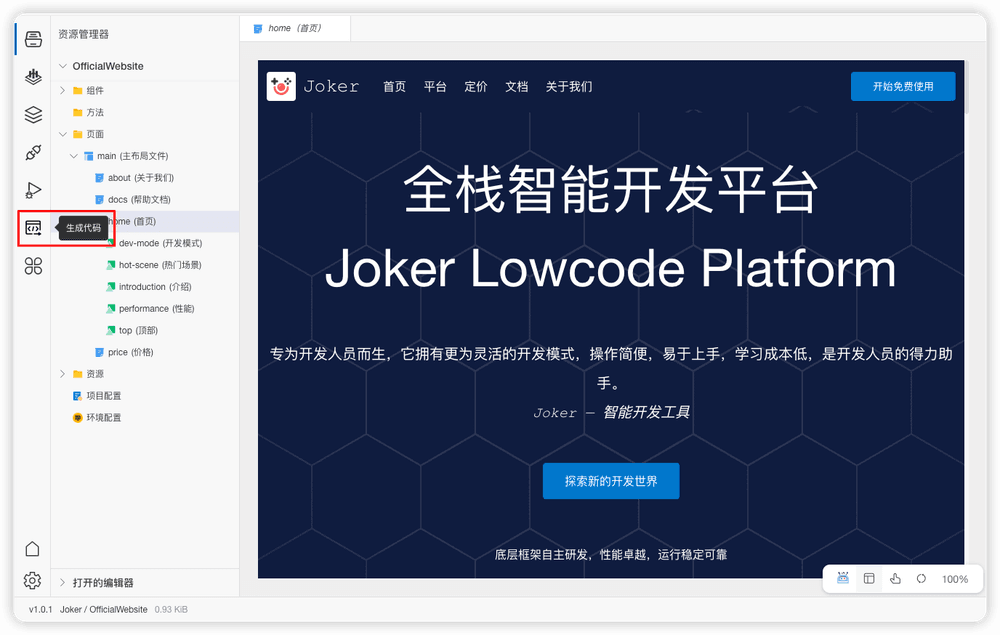 资源管理器
OfficialWebsite
组件
方法
页面
main (主布局文件)
about (关于我们)
docs (帮助文档)
home (首页)
生成代码
dev-mode (开发模式)
hot-scene (热门场景)
introduction (介绍)
performance (性能)
top (顶部)
price (价格)
资源
项目配置
环境配置
打开的编辑器
home (首页)
Joker 首页 平台 定价 文档 关于我们 开始免费使用
全栈智能开发平台
Joker Lowcode Platform
专为开发人员而生，它拥有更为灵活的开发模式，操作简便，易于上手，学习成本低，是开发人员的得力助
手。
Joker — 智能开发工具
探索新的开发世界
底层框架自主研发，性能卓越，运行稳定可靠
100%
v1.0.1 Joker / OfficialWebsite 0.93 KiB